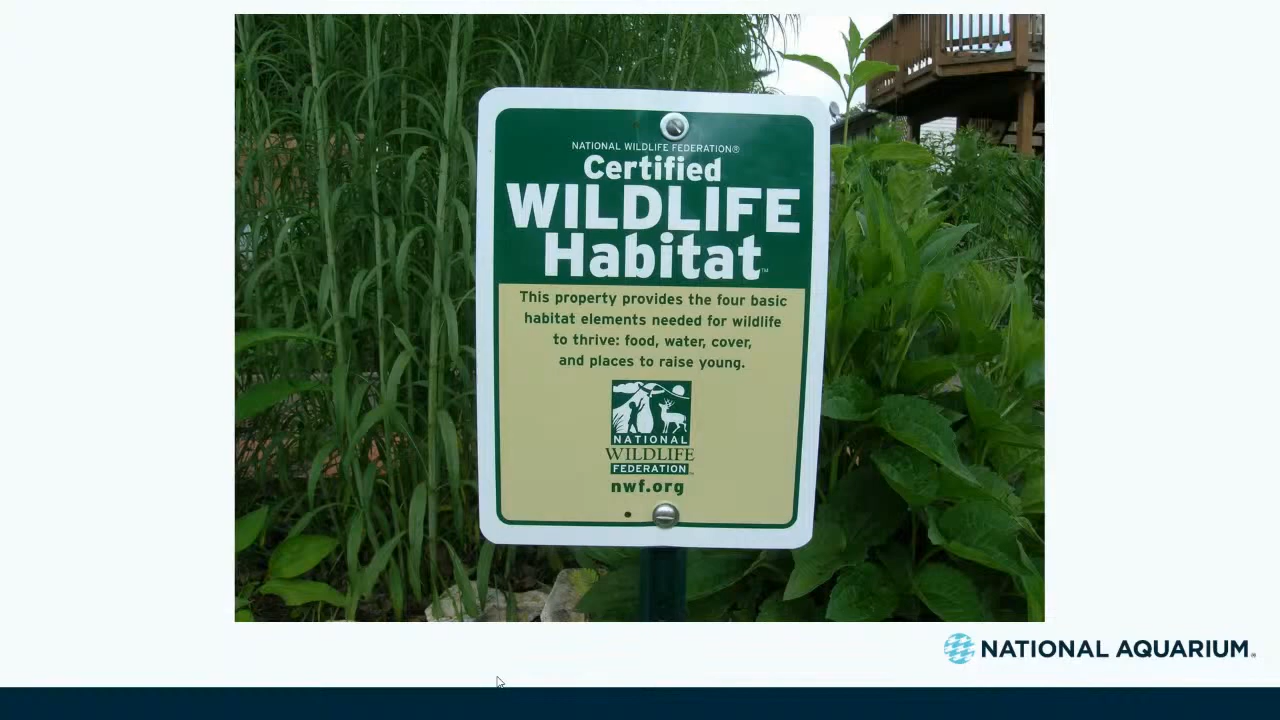 NATIONAL WILDLIFE FEDERATION®
Certified
WILDLIFE
Habitat™
This property provides the four basic
habitat elements needed for wildlife
to thrive: food, water, cover,
and places to raise young.
NATIONAL
WILDLIFE
FEDERATION™
nwf.org
NATIONAL AQUARIUM®